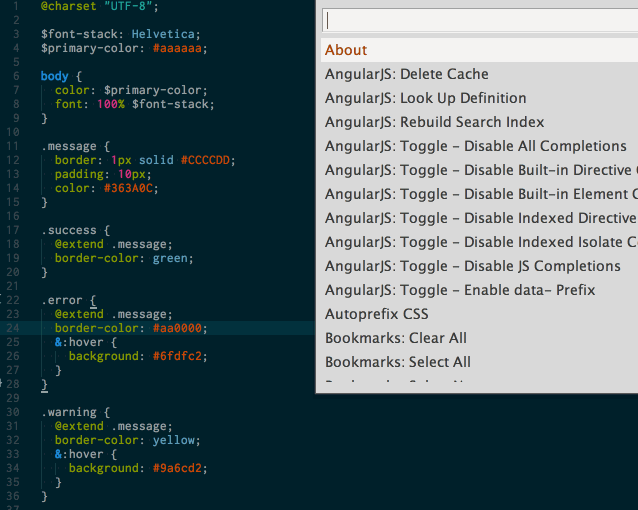 1 @charset "UTF-8";
2
3 $font-stack: Helvetica;
4 $primary-color: #aaaaaa;
5
6 body {
7 color: $primary-color;
8 font: 100% $font-stack;
9 }
10
11 .message {
12 border: 1px solid #CCCCDD;
13 padding: 10px;
14 color: #363A0C;
15 }
16
17 .success {
18 @extend .message;
19 border-color: green;
20 }
21
22 .error {
23 @extend .message;
24 border-color: #aa0000;
25 &:hover {
26 background: #6fdfc2;
27 }
28 }
29
30 .warning {
31 @extend .message;
32 border-color: yellow;
33 &:hover {
34 background: #9a6cd2;
35 }
36 }
About
AngularJS: Delete Cache
AngularJS: Look Up Definition
AngularJS: Rebuild Search Index
AngularJS: Toggle - Disable All Completions
AngularJS: Toggle - Disable Built-in Directive
AngularJS: Toggle - Disable Built-in Element C
AngularJS: Toggle - Disable Indexed Directive
AngularJS: Toggle - Disable Indexed Isolate Co
AngularJS: Toggle - Disable JS Completions
AngularJS: Toggle - Enable data- Prefix
Autoprefix CSS
Bookmarks: Clear All
Bookmarks: Select All